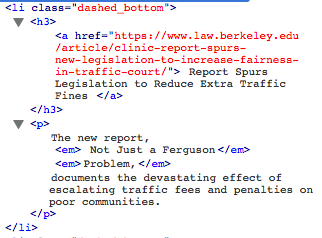 <li class="dashed_bottom">
<h3>
<a href="https://www.law.berkeley.edu
/article/clinic-report-spurs-
new-legislation-to-increase-fairness-
in-traffic-court/"> Report Spurs
Legislation to Reduce Extra Traffic
Fines </a>
</h3>
<p>
The new report,
<em> Not Just a Ferguson</em>
<em>Problem,</em>
documents the devastating effect of
escalating traffic fees and penalties on
poor communities.
</p>
</li>